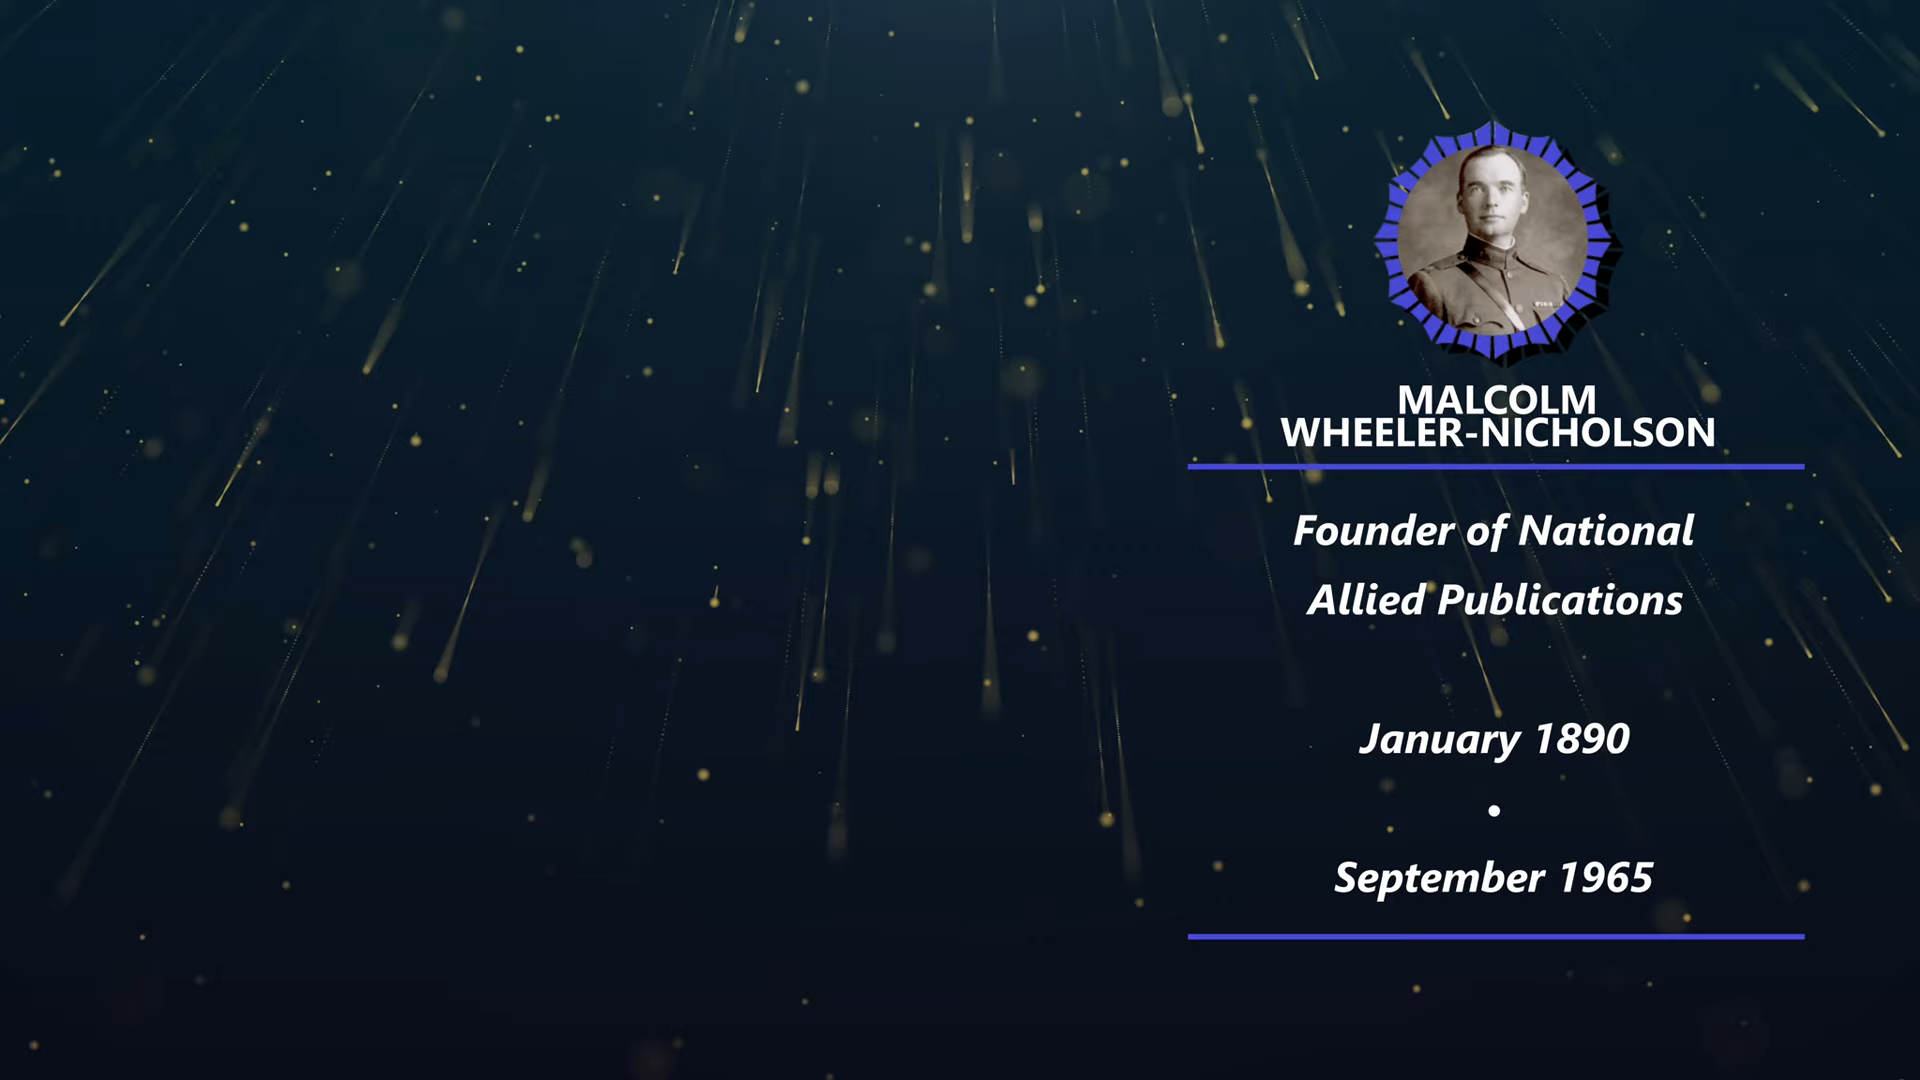 MALCOLM
WHEELER-NICHOLSON
Founder of National
Allied Publications
January 1890
•
September 1965